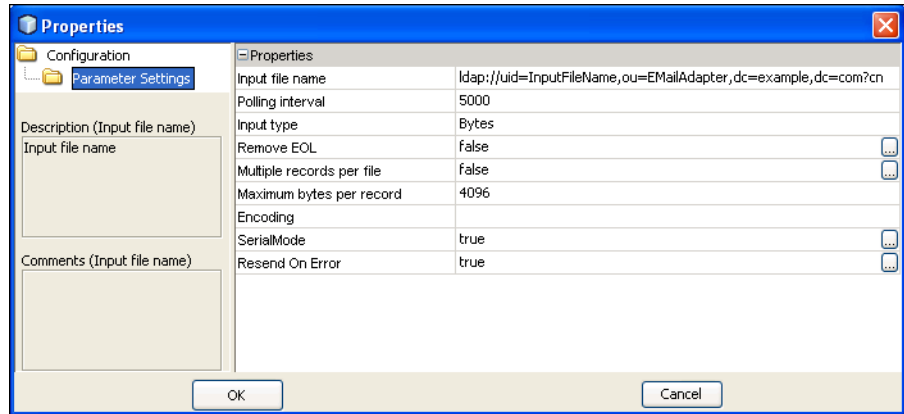 Properties
Configuration
Parameter Settings
Description (Input file name)
Input file name
Comments (Input file name)
Properties
Input file name ldap://uid=InputFileName,ou=EMailAdapter,dc=example,dc=com?cn
Polling interval 5000
Input type Bytes
Remove EOL false ...
Multiple records per file false ...
Maximum bytes per record 4096
Encoding
SerialMode true ...
Resend On Error true ...
OK Cancel